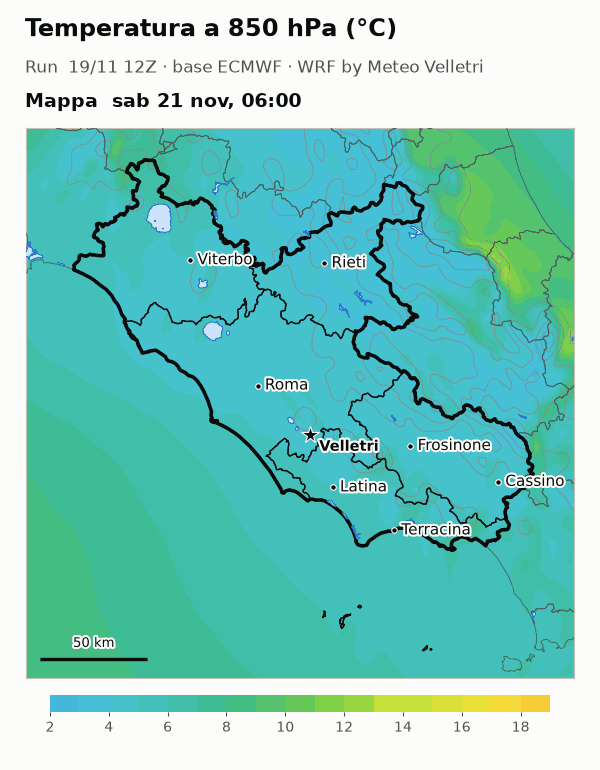 Temperatura a 850 hPa (°C)
Run  19/11 12Z · base ECMWF · WRF by Meteo Velletri
Mappa  sab 21 nov, 06:00
Viterbo
Rieti
Roma
Velletri
Frosinone
Latina
Cassino
Terracina
50 km
2 4 6 8 10 12 14 16 18